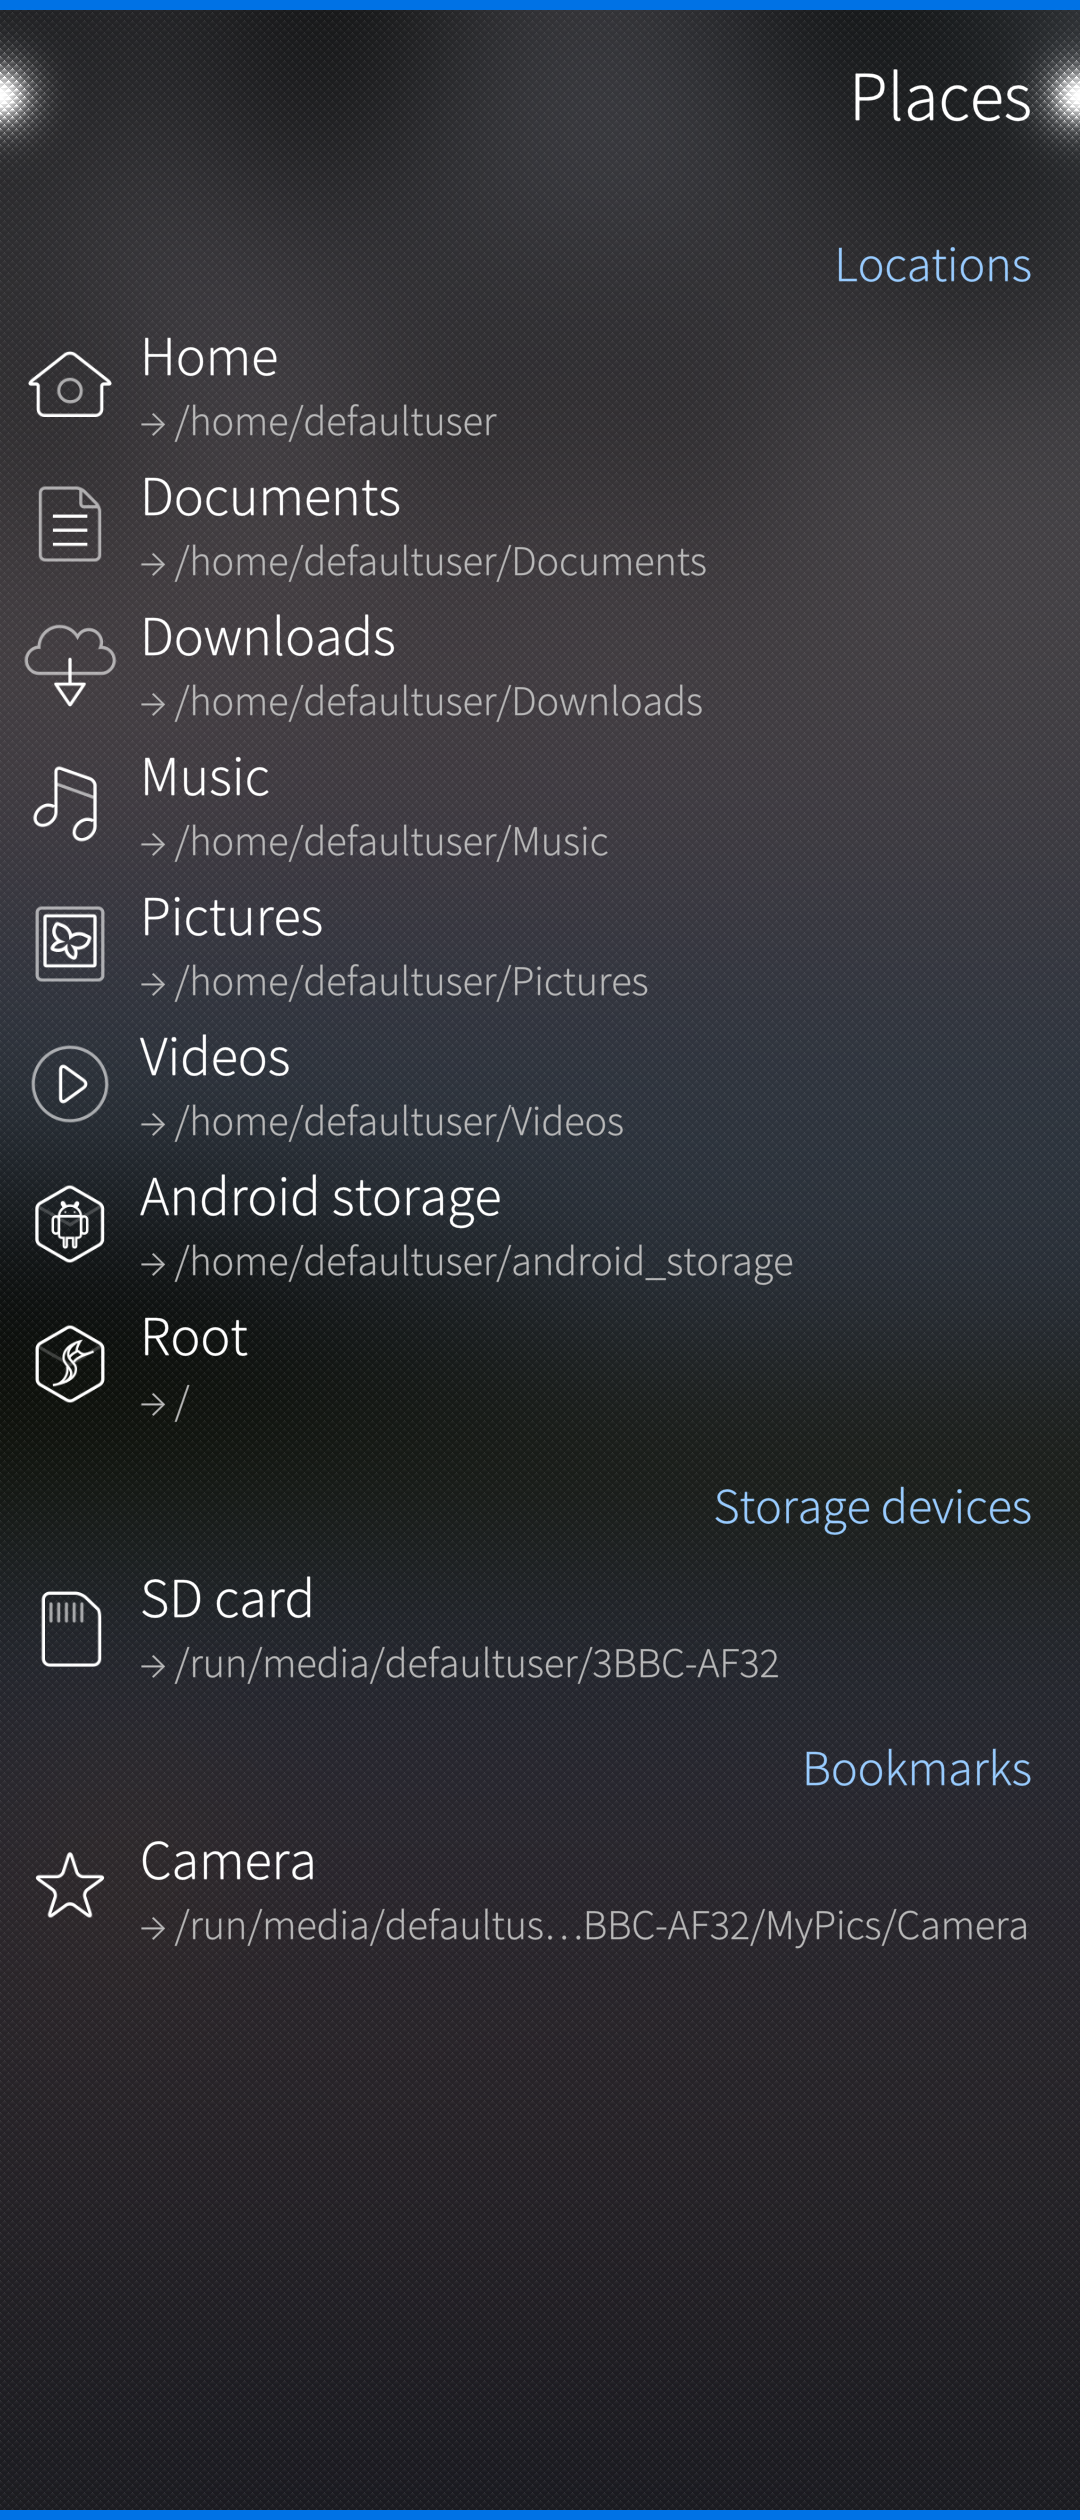 Places
Locations
Home
→ /home/defaultuser
Documents
→ /home/defaultuser/Documents
Downloads
→ /home/defaultuser/Downloads
Music
→ /home/defaultuser/Music
Pictures
→ /home/defaultuser/Pictures
Videos
→ /home/defaultuser/Videos
Android storage
→ /home/defaultuser/android_storage
Root
→ /
Storage devices
SD card
→ /run/media/defaultuser/3BBC-AF32
Bookmarks
Camera
→ /run/media/defaultus…BBC-AF32/MyPics/Camera